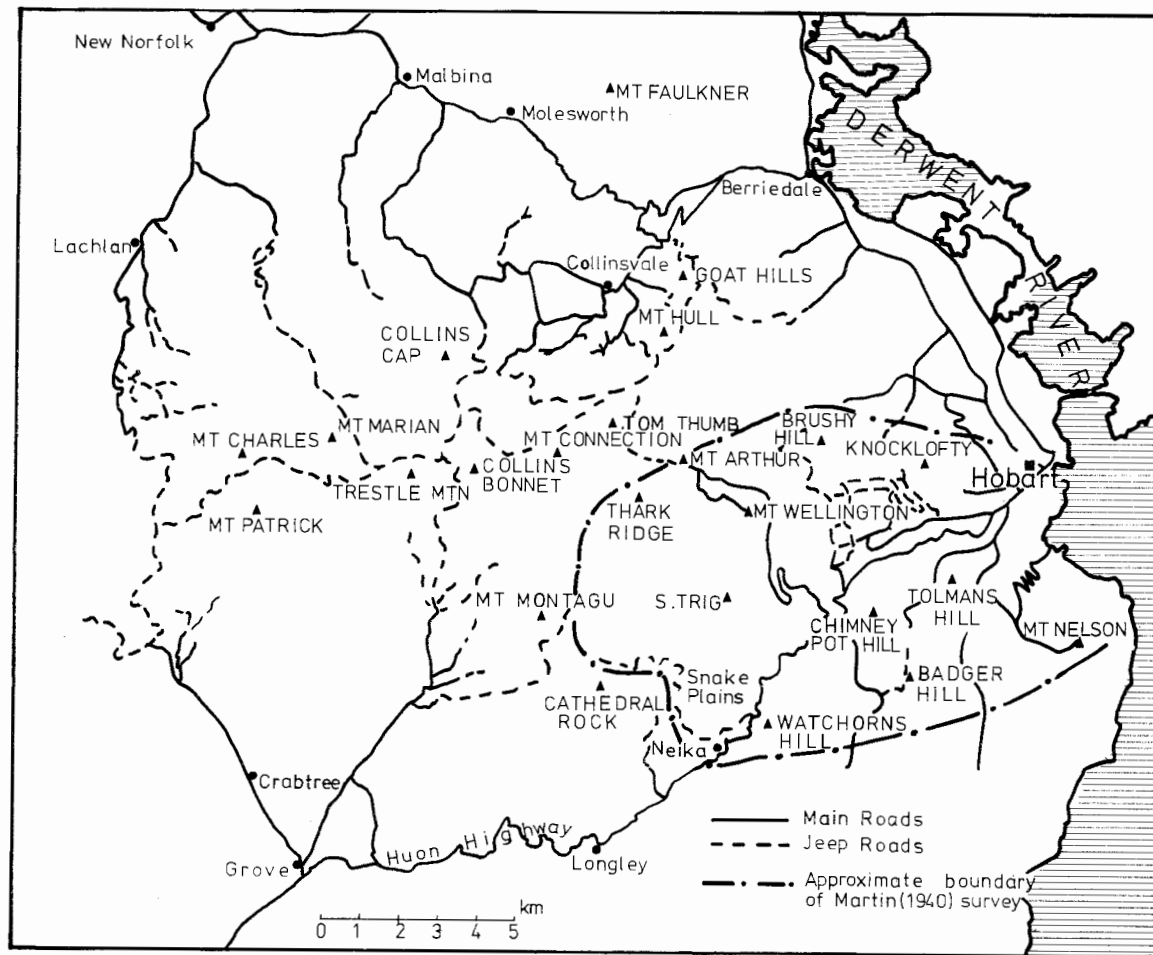 New Norfolk
Malbina
MT FAULKNER
Molesworth
DERWENT
RIVER
Berriedale
Lachlan
Collinsvale
GOAT HILLS
MT HULL
COLLINS
CAP
MT MARIAN
TOM THUMB
BRUSHY
HILL
MT CHARLES
MT CONNECTION
KNOCKLOFTY
MT ARTHUR
COLLINS
BONNET
Hobart
TRESTLE MTN
MT PATRICK
THARK
RIDGE
MT WELLINGTON
MT MONTAGU
S.TRIG
TOLMANS
HILL
CHIMNEY
POT HILL
MT NELSON
Snake
Plains
BADGER
HILL
CATHEDRAL
ROCK
WATCHORNS
HILL
Neika
Crabtree
Main Roads
Jeep Roads
Huon Highway
Longley
Grove
Approximate boundary
of Martin (1940) survey
km
0 1 2 3 4 5